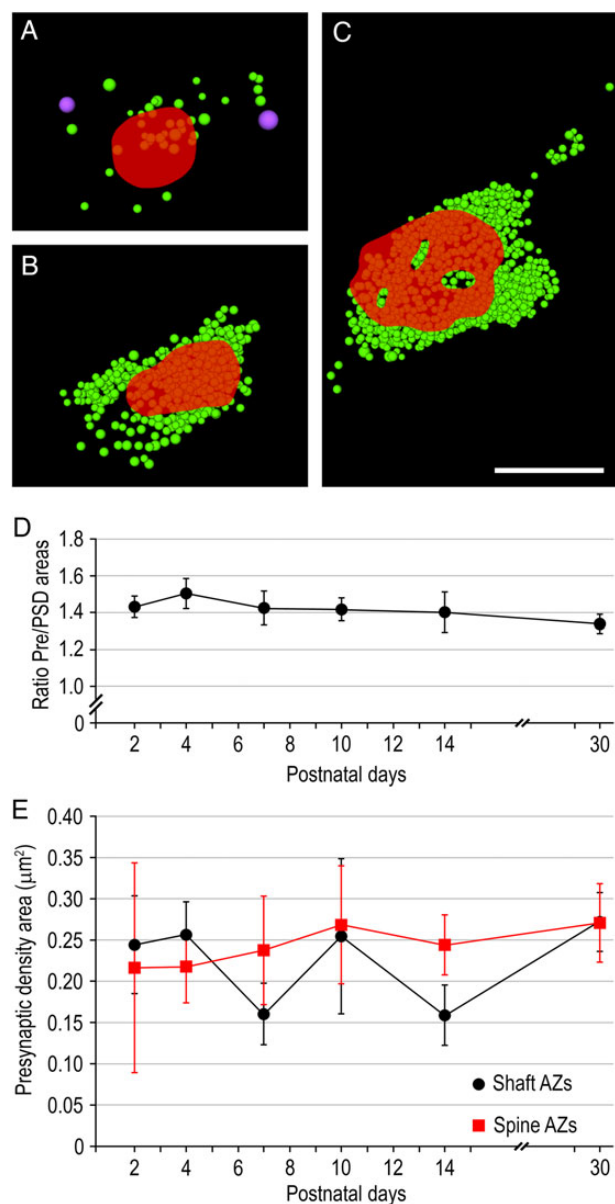 A
C
B
D
Ratio Pre/PSD areas
1.8
1.6
1.4
1.2
1.0
0
2 4 6 8 10 12 14 30
Postnatal days
E
Presynaptic density area (μm²)
0.40
0.35
0.30
0.25
0.20
0.15
0.10
0.05
0
Shaft AZs
Spine AZs
2 4 6 8 10 12 14 30
Postnatal days